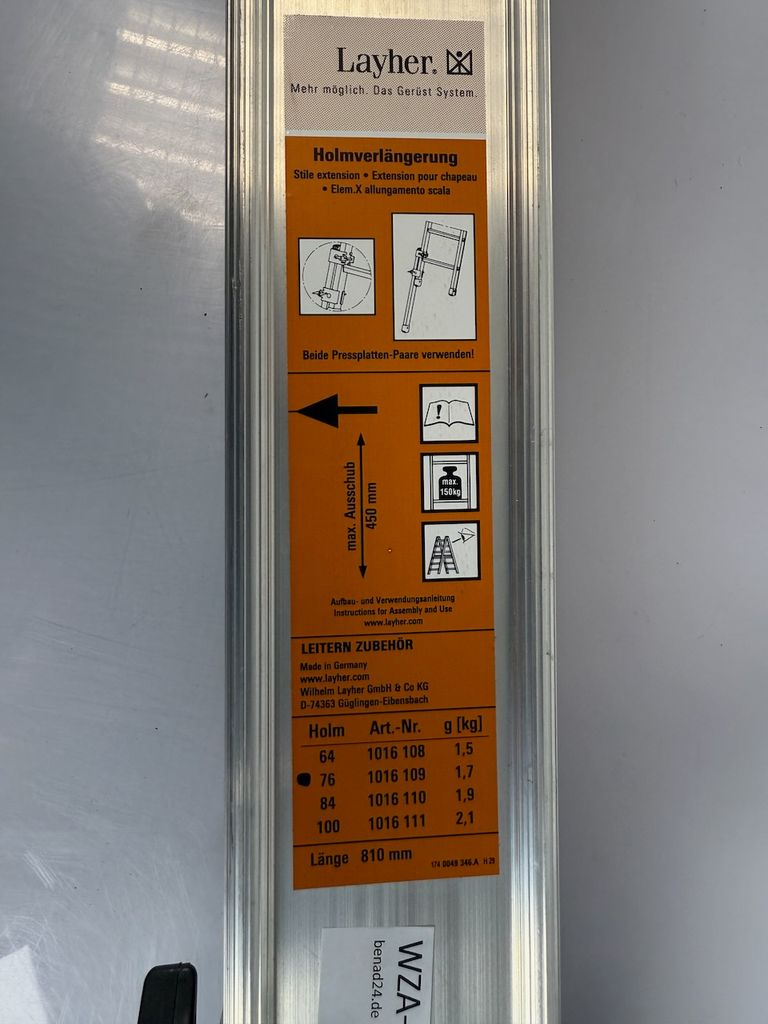 Layher.
Mehr möglich. Das Gerüst System.
Holmverlängerung
Stile extension • Extension pour chapeau
• Elem.X allungamento scala
Beide Pressplatten-Paare verwenden!
!
max. Ausschub
450 mm
max.
150kg
Aufbau- und Verwendungsanleitung
Instructions for Assembly and Use
www.layher.com
LEITERN ZUBEHÖR
Made in Germany
www.layher.com
Wilhelm Layher GmbH & Co KG
D-74363 Güglingen-Eibensbach
Holm Art.-Nr. g [kg]
64 1016 108 1,5
76 1016 109 1,7
84 1016 110 1,9
100 1016 111 2,1
Länge 810 mm
174 0049 346.A H 29
WZA-
benad24.de